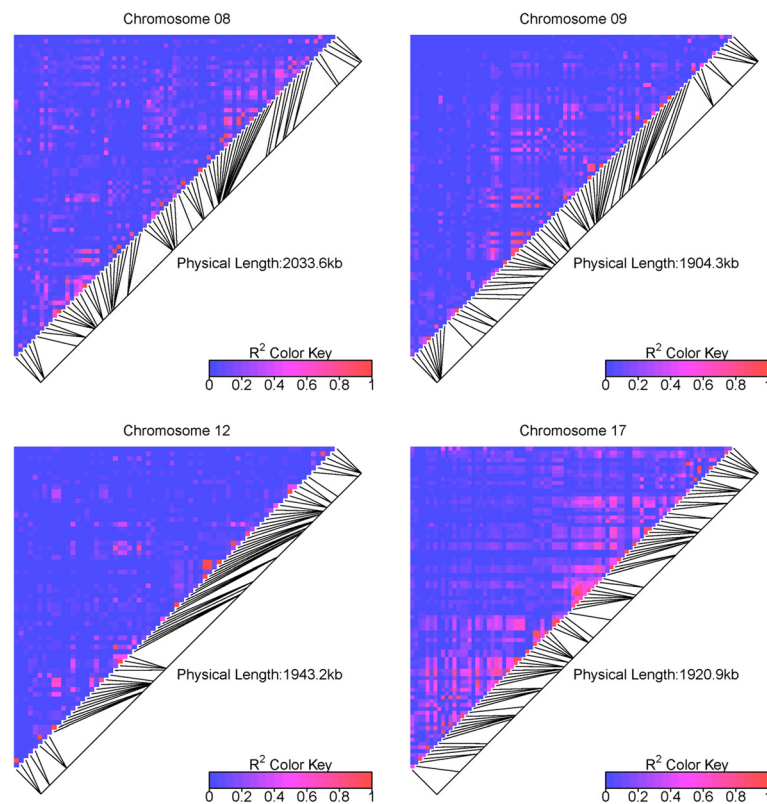 Chromosome 08
Chromosome 09
Physical Length:2033.6kb
Physical Length:1904.3kb
R² Color Key
0 0.2 0.4 0.6 0.8 1
R² Color Key
0 0.2 0.4 0.6 0.8 1
Chromosome 12
Chromosome 17
Physical Length:1943.2kb
Physical Length:1920.9kb
R² Color Key
0 0.2 0.4 0.6 0.8 1
R² Color Key
0 0.2 0.4 0.6 0.8 1